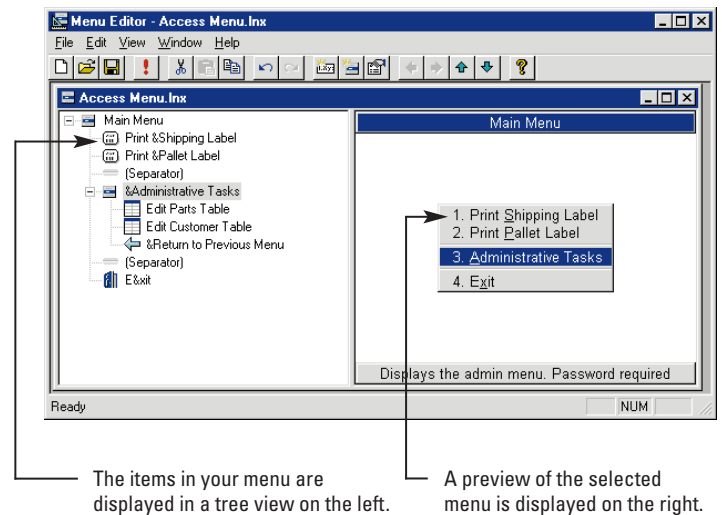 Menu Editor - Access Menu.lnx
File Edit View Window Help
Access Menu.lnx
Main Menu
Print &Shipping Label
Print &Pallet Label
(Separator)
&Administrative Tasks
Edit Parts Table
Edit Customer Table
&Return to Previous Menu
(Separator)
E&xit
Main Menu
1. Print Shipping Label
2. Print Pallet Label
3. Administrative Tasks
4. Exit
Displays the admin menu. Password required
Ready
NUM
The items in your menu are
displayed in a tree view on the left.
A preview of the selected
menu is displayed on the right.